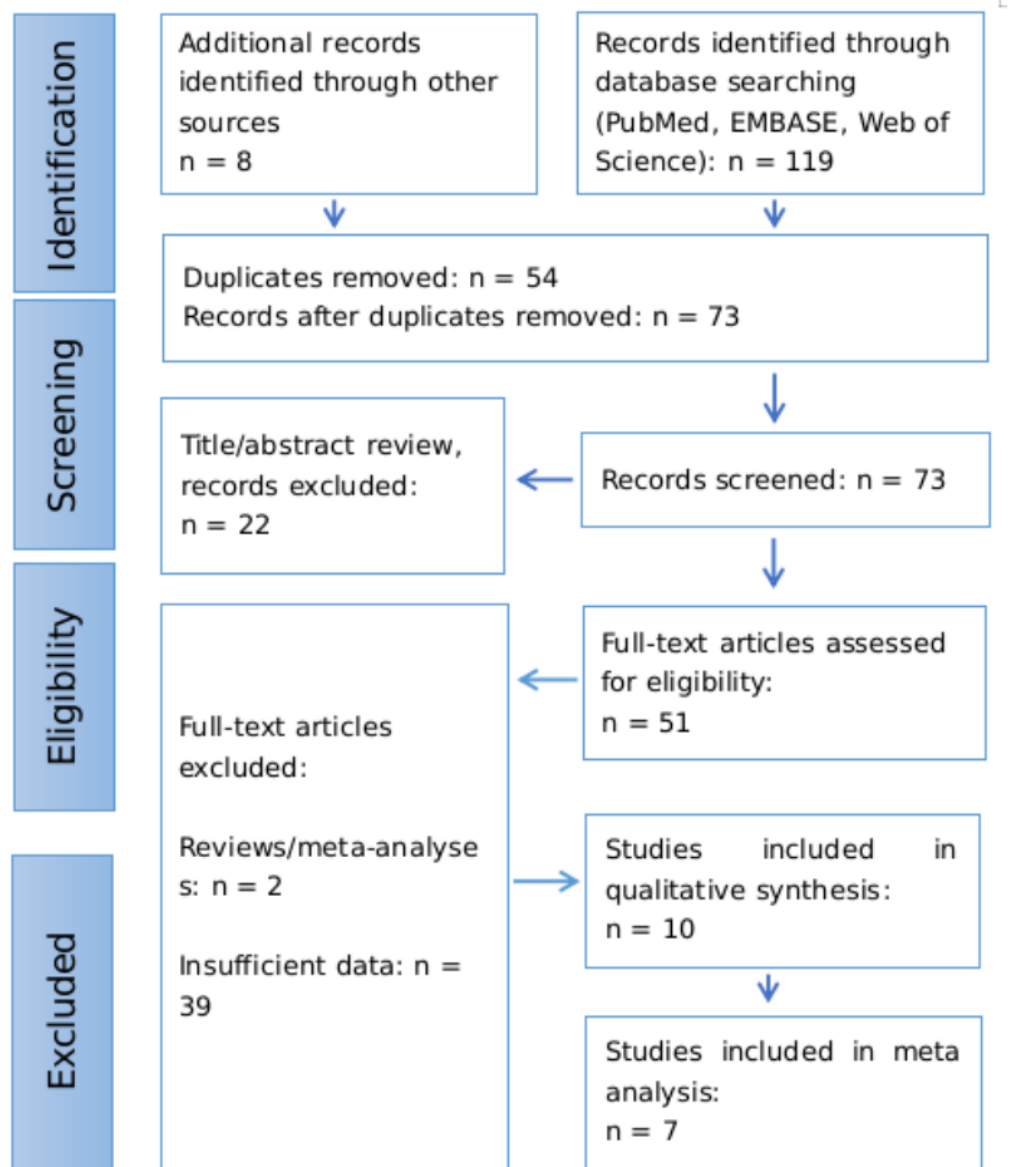 Identification
Additional records
identified through other
sources
n = 8
Records identified through
database searching
(PubMed, EMBASE, Web of
Science): n = 119
Duplicates removed: n = 54
Records after duplicates removed: n = 73
Screening
Title/abstract review,
records excluded:
n = 22
Records screened: n = 73
Eligibility
Full-text articles assessed
for eligibility:
n = 51
Full-text articles
excluded:
Reviews/meta-analyse
s: n = 2
Insufficient data: n =
39
Excluded
Studies included in
qualitative synthesis:
n = 10
Studies included in meta
analysis:
n = 7